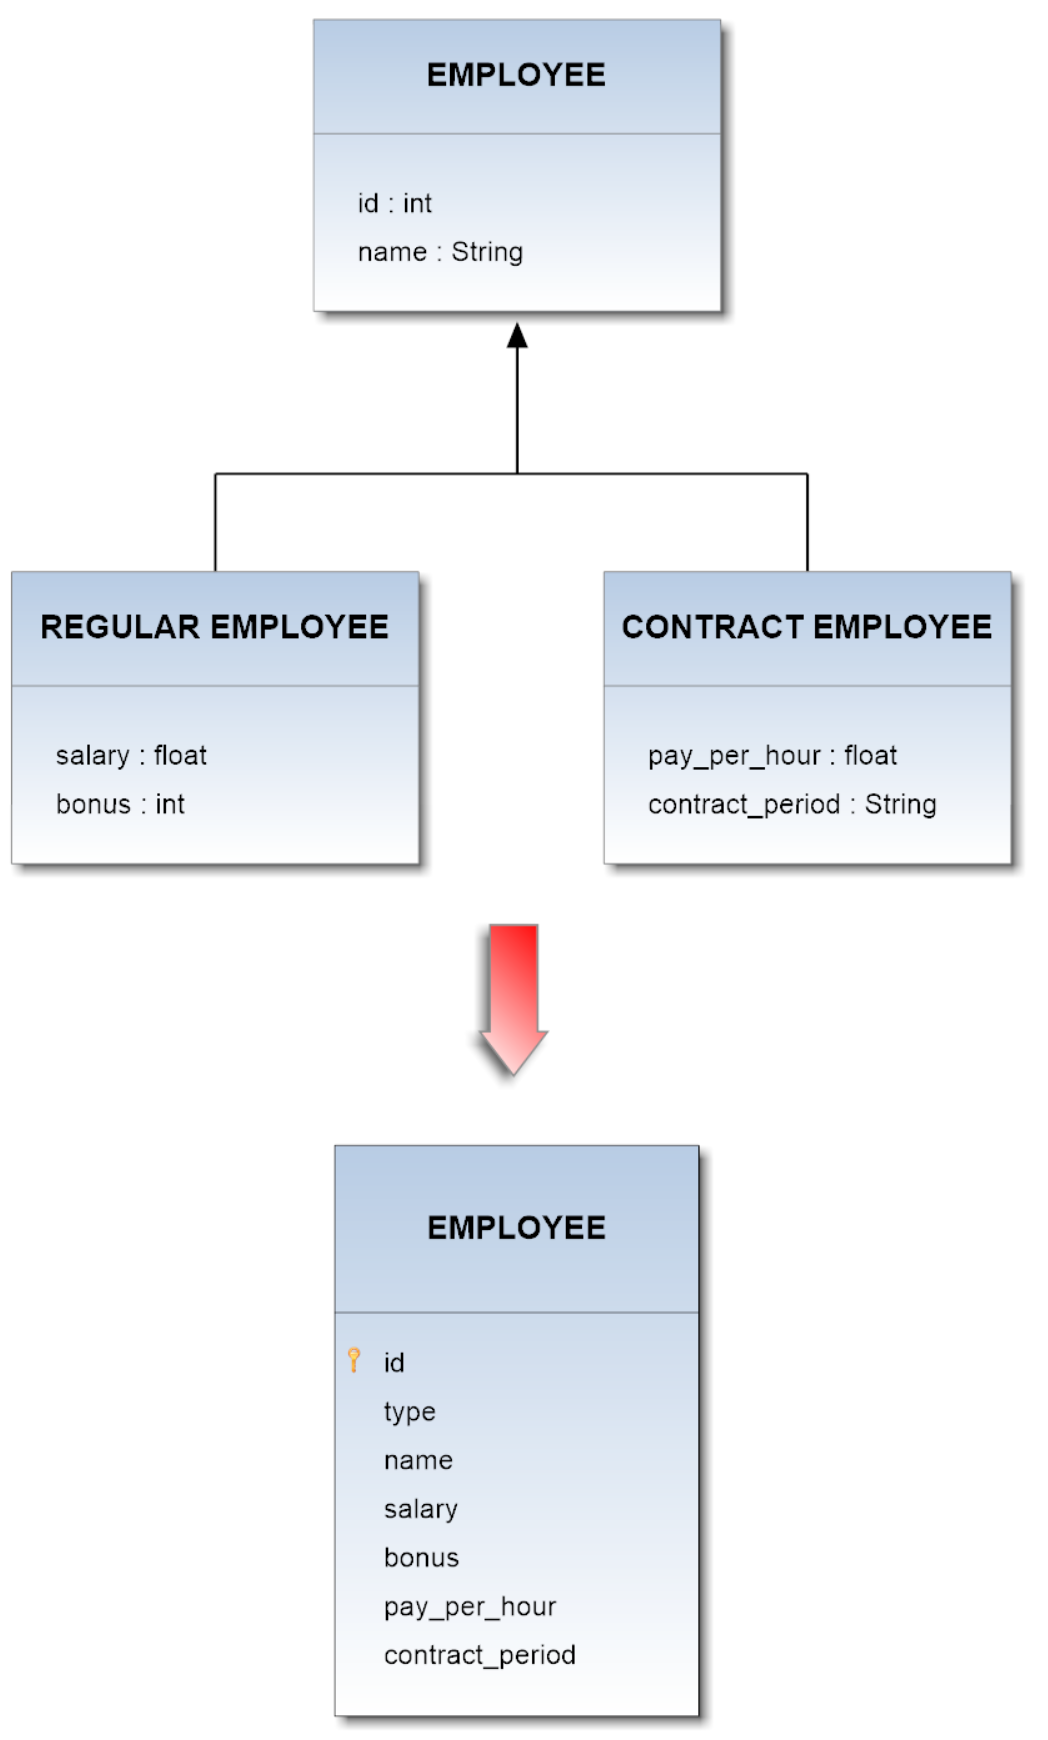 EMPLOYEE
id : int
name : String
REGULAR EMPLOYEE
salary : float
bonus : int
CONTRACT EMPLOYEE
pay_per_hour : float
contract_period : String
EMPLOYEE
id
type
name
salary
bonus
pay_per_hour
contract_period